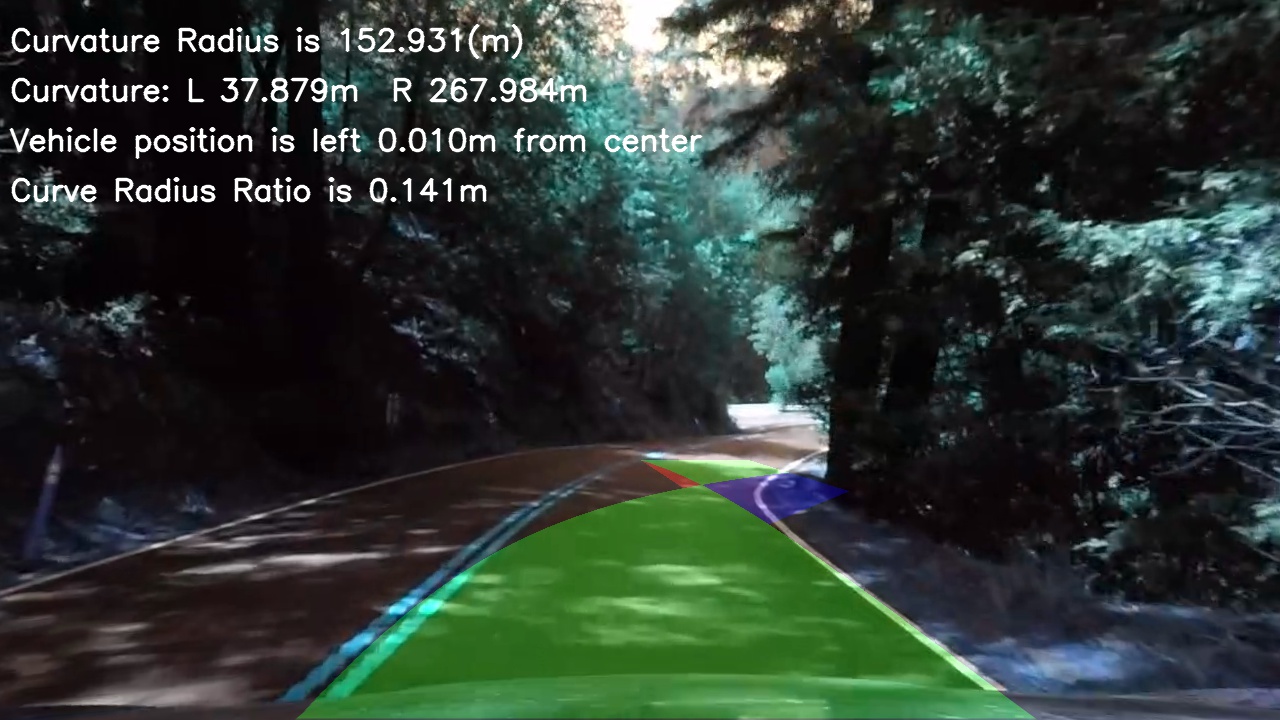 Curvature Radius is 152.931(m)
Curvature: L 37.879m R 267.984m
Vehicle position is left 0.010m from center
Curve Radius Ratio is 0.141m